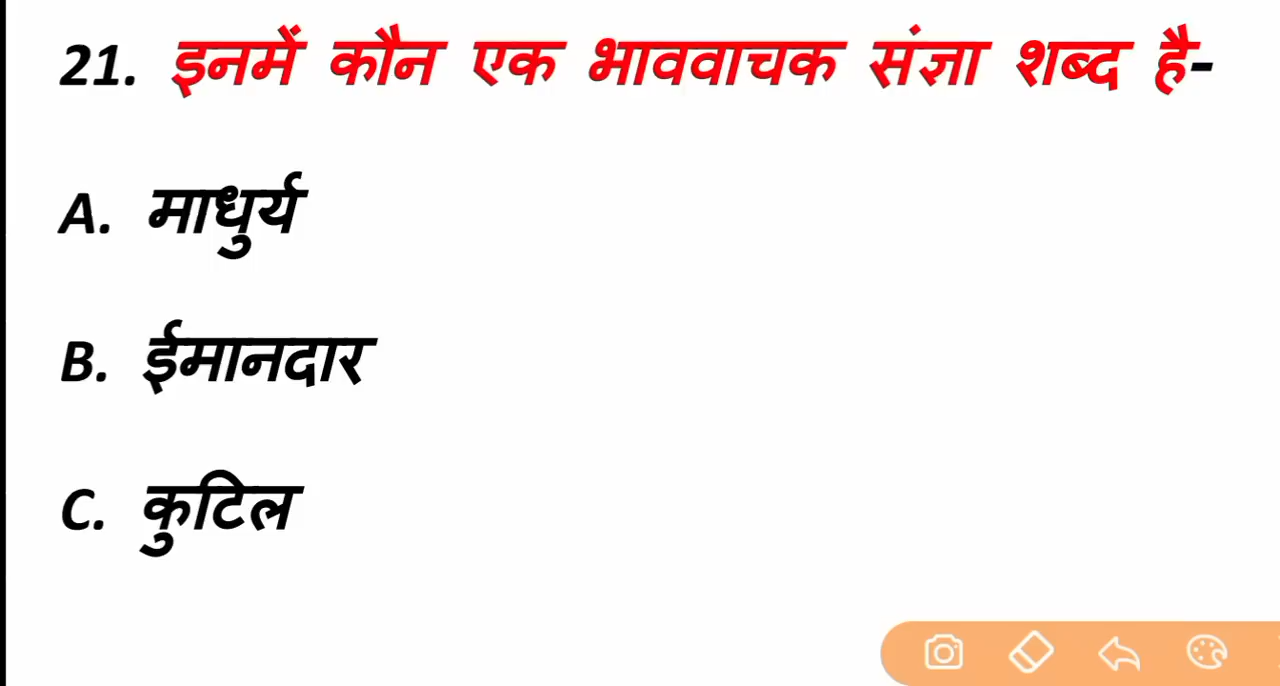 21. इनमें कौन एक भाववाचक संज्ञा शब्द है-
A. माधुर्य
B. ईमानदार
C. कुटिल